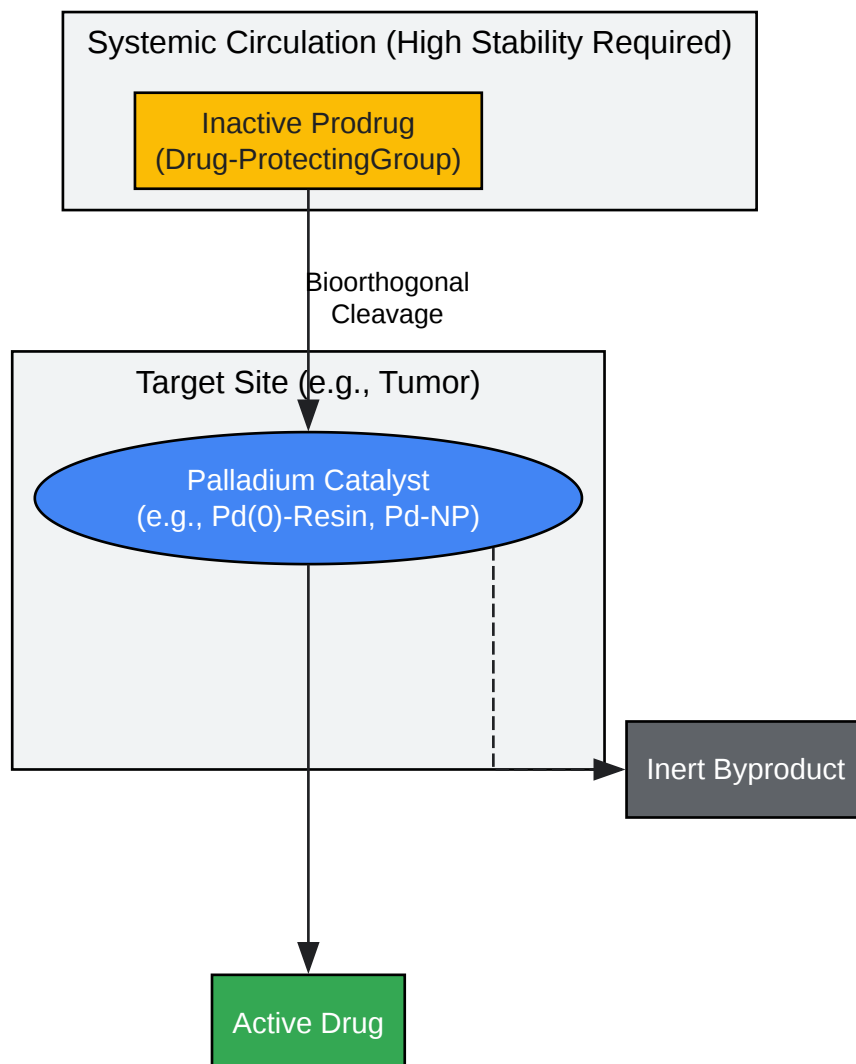 Systemic Circulation (High Stability Required)
Inactive Prodrug
(Drug-ProtectingGroup)
Bioorthogonal
Cleavage
Target Site (e.g., Tumor)
Palladium Catalyst
(e.g., Pd(0)-Resin, Pd-NP)
Inert Byproduct
Active Drug